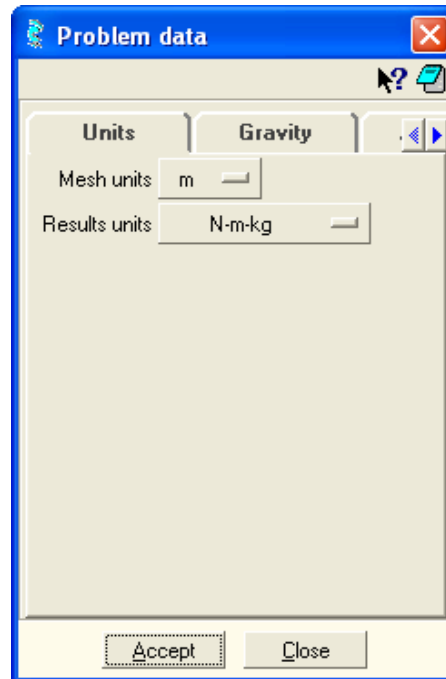 Problem data
?
Units Gravity
Mesh units m
Results units N-m-kg
Accept Close